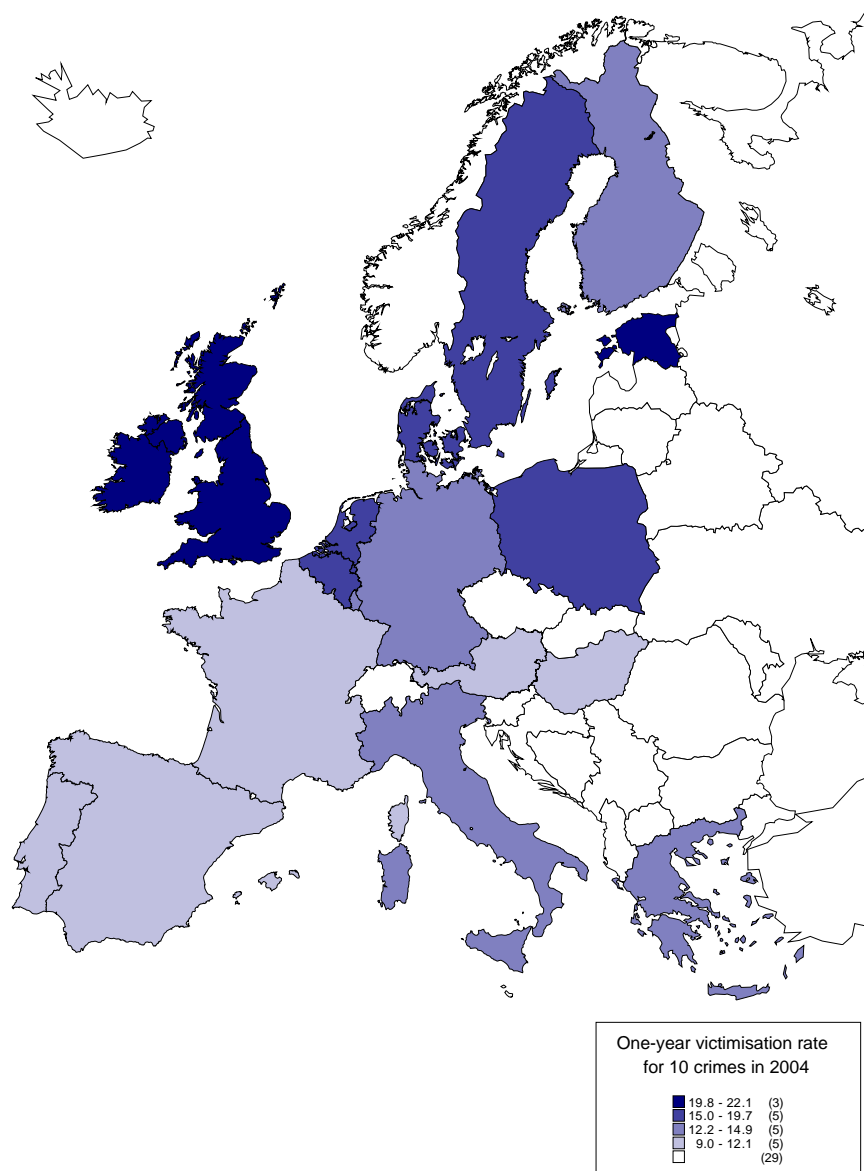 One-year victimisation rate
for 10 crimes in 2004
19.8 - 22.1 (3)
15.0 - 19.7 (5)
12.2 - 14.9 (5)
9.0 - 12.1 (5)
(29)